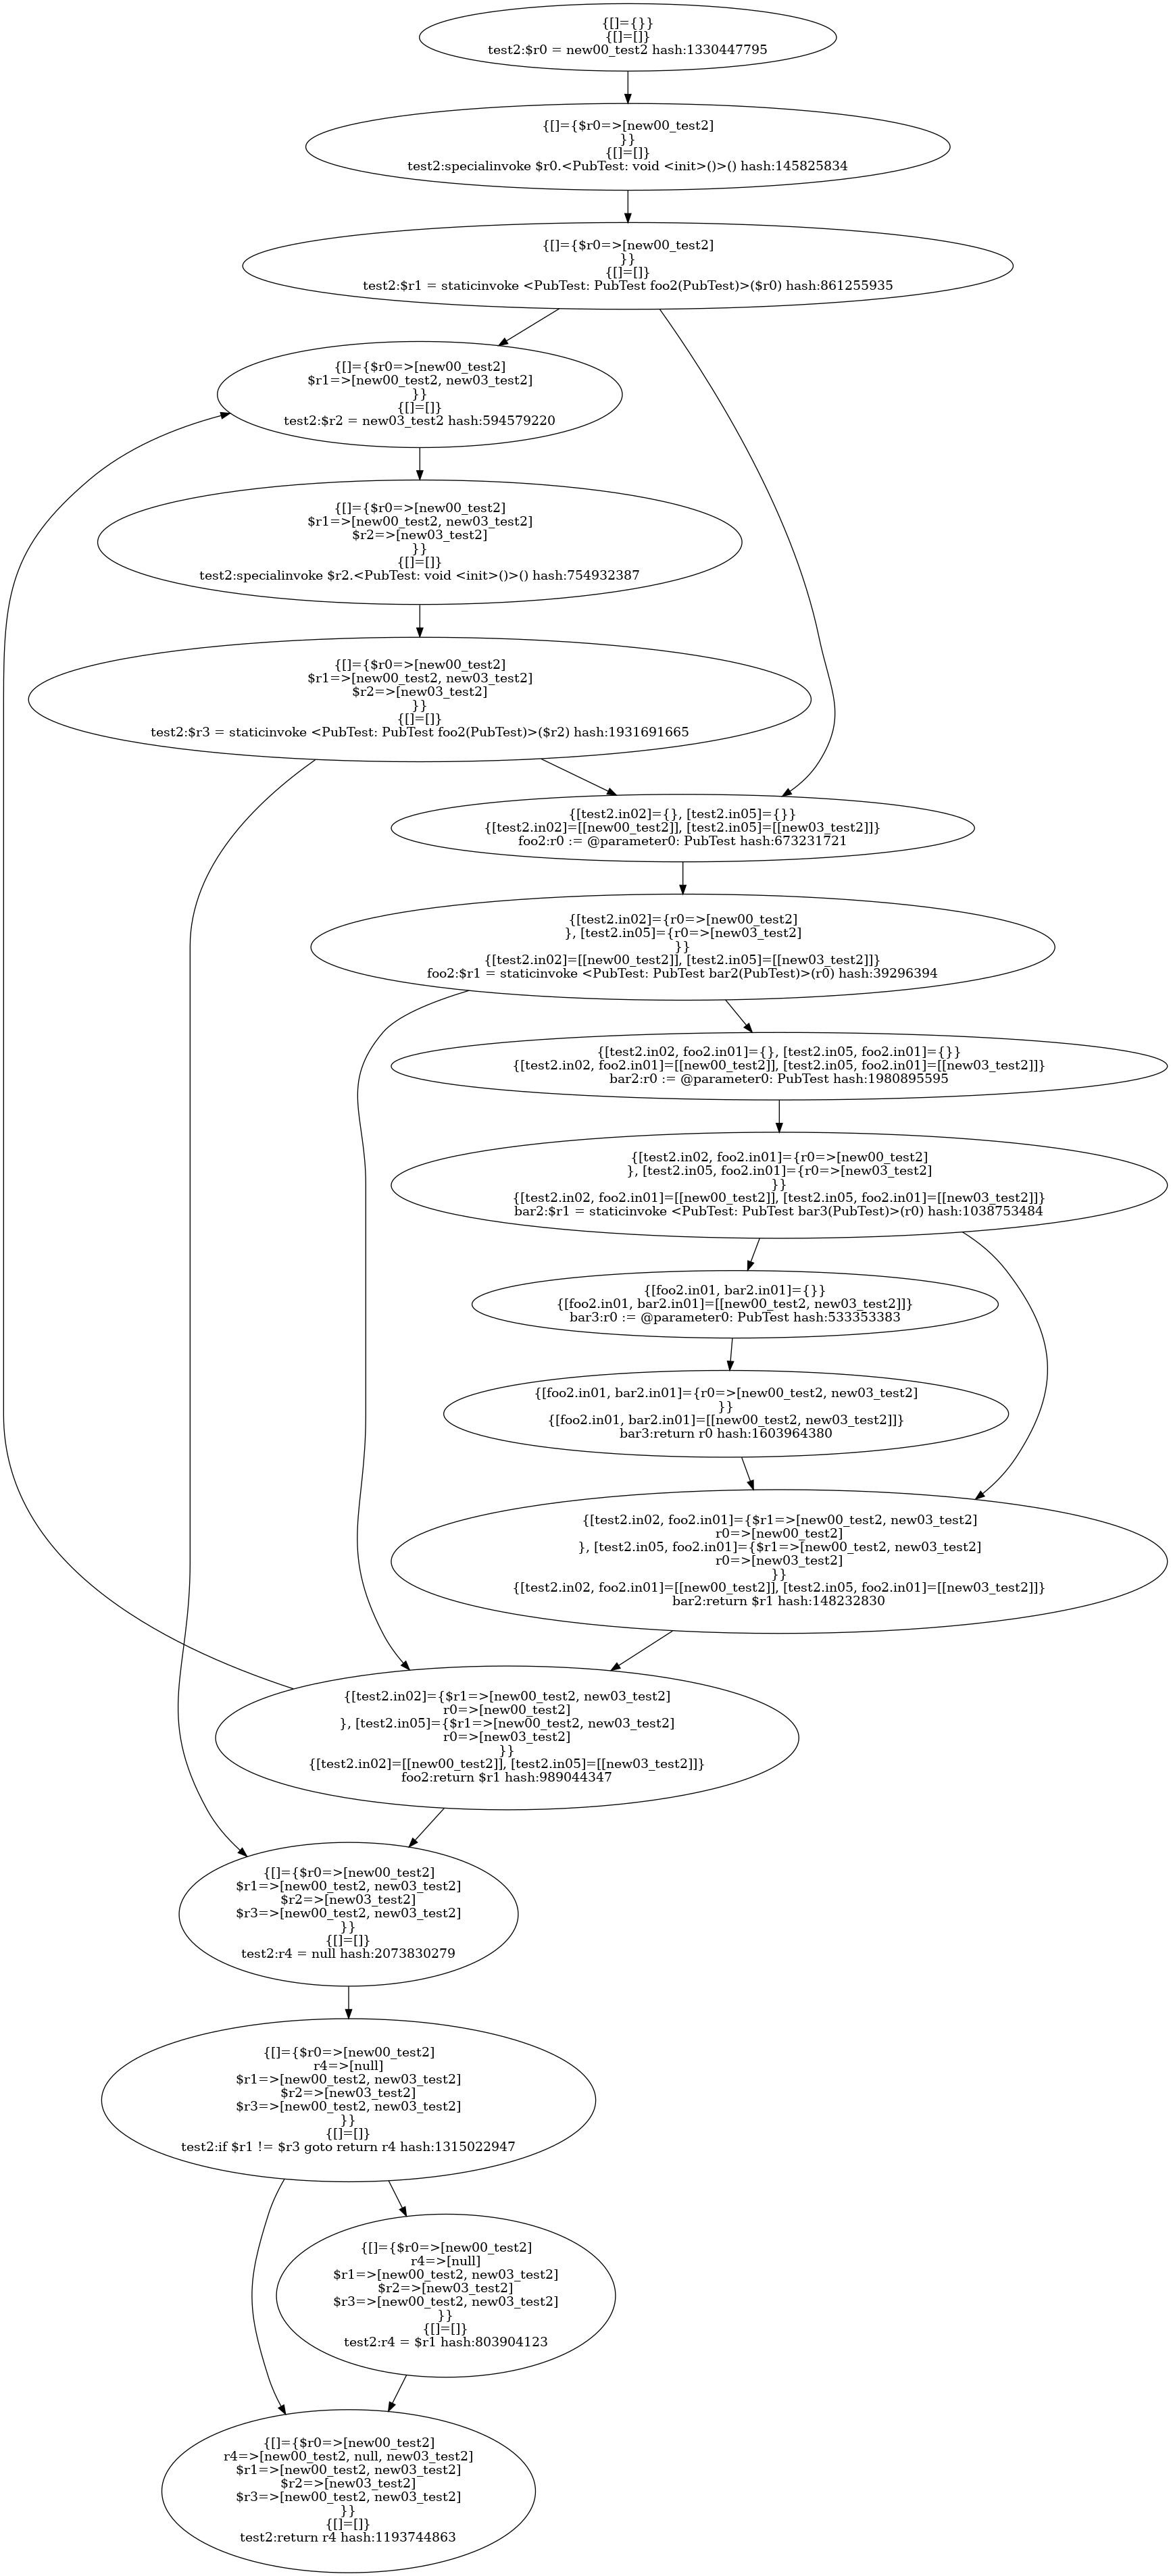 {[]={}}
{[]=[]}
test2:$r0 = new00_test2 hash:1330447795
{[]={$r0=>[new00_test2]
}}
{[]=[]}
test2:specialinvoke $r0.<PubTest: void <init>()>() hash:145825834
{[]={$r0=>[new00_test2]
}}
{[]=[]}
test2:$r1 = staticinvoke <PubTest: PubTest foo2(PubTest)>($r0) hash:861255935
{[]={$r0=>[new00_test2]
$r1=>[new00_test2, new03_test2]
}}
{[]=[]}
test2:$r2 = new03_test2 hash:594579220
{[]={$r0=>[new00_test2]
$r1=>[new00_test2, new03_test2]
$r2=>[new03_test2]
}}
{[]=[]}
test2:specialinvoke $r2.<PubTest: void <init>()>() hash:754932387
{[]={$r0=>[new00_test2]
$r1=>[new00_test2, new03_test2]
$r2=>[new03_test2]
}}
{[]=[]}
test2:$r3 = staticinvoke <PubTest: PubTest foo2(PubTest)>($r2) hash:1931691665
{[test2.in02]={}, [test2.in05]={}}
{[test2.in02]=[[new00_test2]], [test2.in05]=[[new03_test2]]}
foo2:r0 := @parameter0: PubTest hash:673231721
{[test2.in02]={r0=>[new00_test2]
}, [test2.in05]={r0=>[new03_test2]
}}
{[test2.in02]=[[new00_test2]], [test2.in05]=[[new03_test2]]}
foo2:$r1 = staticinvoke <PubTest: PubTest bar2(PubTest)>(r0) hash:39296394
{[test2.in02, foo2.in01]={}, [test2.in05, foo2.in01]={}}
{[test2.in02, foo2.in01]=[[new00_test2]], [test2.in05, foo2.in01]=[[new03_test2]]}
bar2:r0 := @parameter0: PubTest hash:1980895595
{[test2.in02, foo2.in01]={r0=>[new00_test2]
}, [test2.in05, foo2.in01]={r0=>[new03_test2]
}}
{[test2.in02, foo2.in01]=[[new00_test2]], [test2.in05, foo2.in01]=[[new03_test2]]}
bar2:$r1 = staticinvoke <PubTest: PubTest bar3(PubTest)>(r0) hash:1038753484
{[foo2.in01, bar2.in01]={}}
{[foo2.in01, bar2.in01]=[[new00_test2, new03_test2]]}
bar3:r0 := @parameter0: PubTest hash:533353383
{[foo2.in01, bar2.in01]={r0=>[new00_test2, new03_test2]
}}
{[foo2.in01, bar2.in01]=[[new00_test2, new03_test2]]}
bar3:return r0 hash:1603964380
{[test2.in02, foo2.in01]={$r1=>[new00_test2, new03_test2]
r0=>[new00_test2]
}, [test2.in05, foo2.in01]={$r1=>[new00_test2, new03_test2]
r0=>[new03_test2]
}}
{[test2.in02, foo2.in01]=[[new00_test2]], [test2.in05, foo2.in01]=[[new03_test2]]}
bar2:return $r1 hash:148232830
{[test2.in02]={$r1=>[new00_test2, new03_test2]
r0=>[new00_test2]
}, [test2.in05]={$r1=>[new00_test2, new03_test2]
r0=>[new03_test2]
}}
{[test2.in02]=[[new00_test2]], [test2.in05]=[[new03_test2]]}
foo2:return $r1 hash:989044347
{[]={$r0=>[new00_test2]
$r1=>[new00_test2, new03_test2]
$r2=>[new03_test2]
$r3=>[new00_test2, new03_test2]
}}
{[]=[]}
test2:r4 = null hash:2073830279
{[]={$r0=>[new00_test2]
r4=>[null]
$r1=>[new00_test2, new03_test2]
$r2=>[new03_test2]
$r3=>[new00_test2, new03_test2]
}}
{[]=[]}
test2:if $r1 != $r3 goto return r4 hash:1315022947
{[]={$r0=>[new00_test2]
r4=>[null]
$r1=>[new00_test2, new03_test2]
$r2=>[new03_test2]
$r3=>[new00_test2, new03_test2]
}}
{[]=[]}
test2:r4 = $r1 hash:803904123
{[]={$r0=>[new00_test2]
r4=>[new00_test2, null, new03_test2]
$r1=>[new00_test2, new03_test2]
$r2=>[new03_test2]
$r3=>[new00_test2, new03_test2]
}}
{[]=[]}
test2:return r4 hash:1193744863